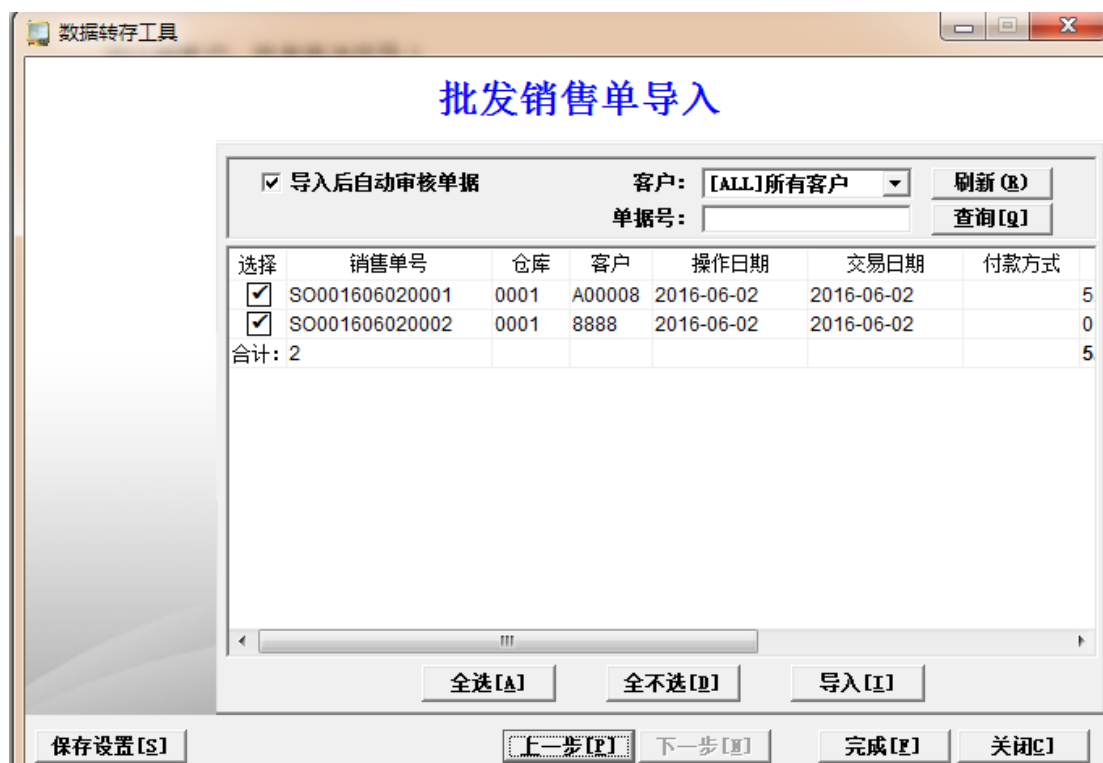 数据转存工具
批发销售单导入
导入后自动审核单据 客户: [ALL]所有客户 刷新(R)
单据号: 查询[Q]
选择 销售单号 仓库 客户 操作日期 交易日期 付款方式
SO001606020001 0001 A00008 2016-06-02 2016-06-02 5
SO001606020002 0001 8888 2016-06-02 2016-06-02 0
合计: 2 5
全选[A] 全不选[D] 导入[I]
保存设置[S] 上一步[P] 下一步[N] 完成[F] 关闭C]